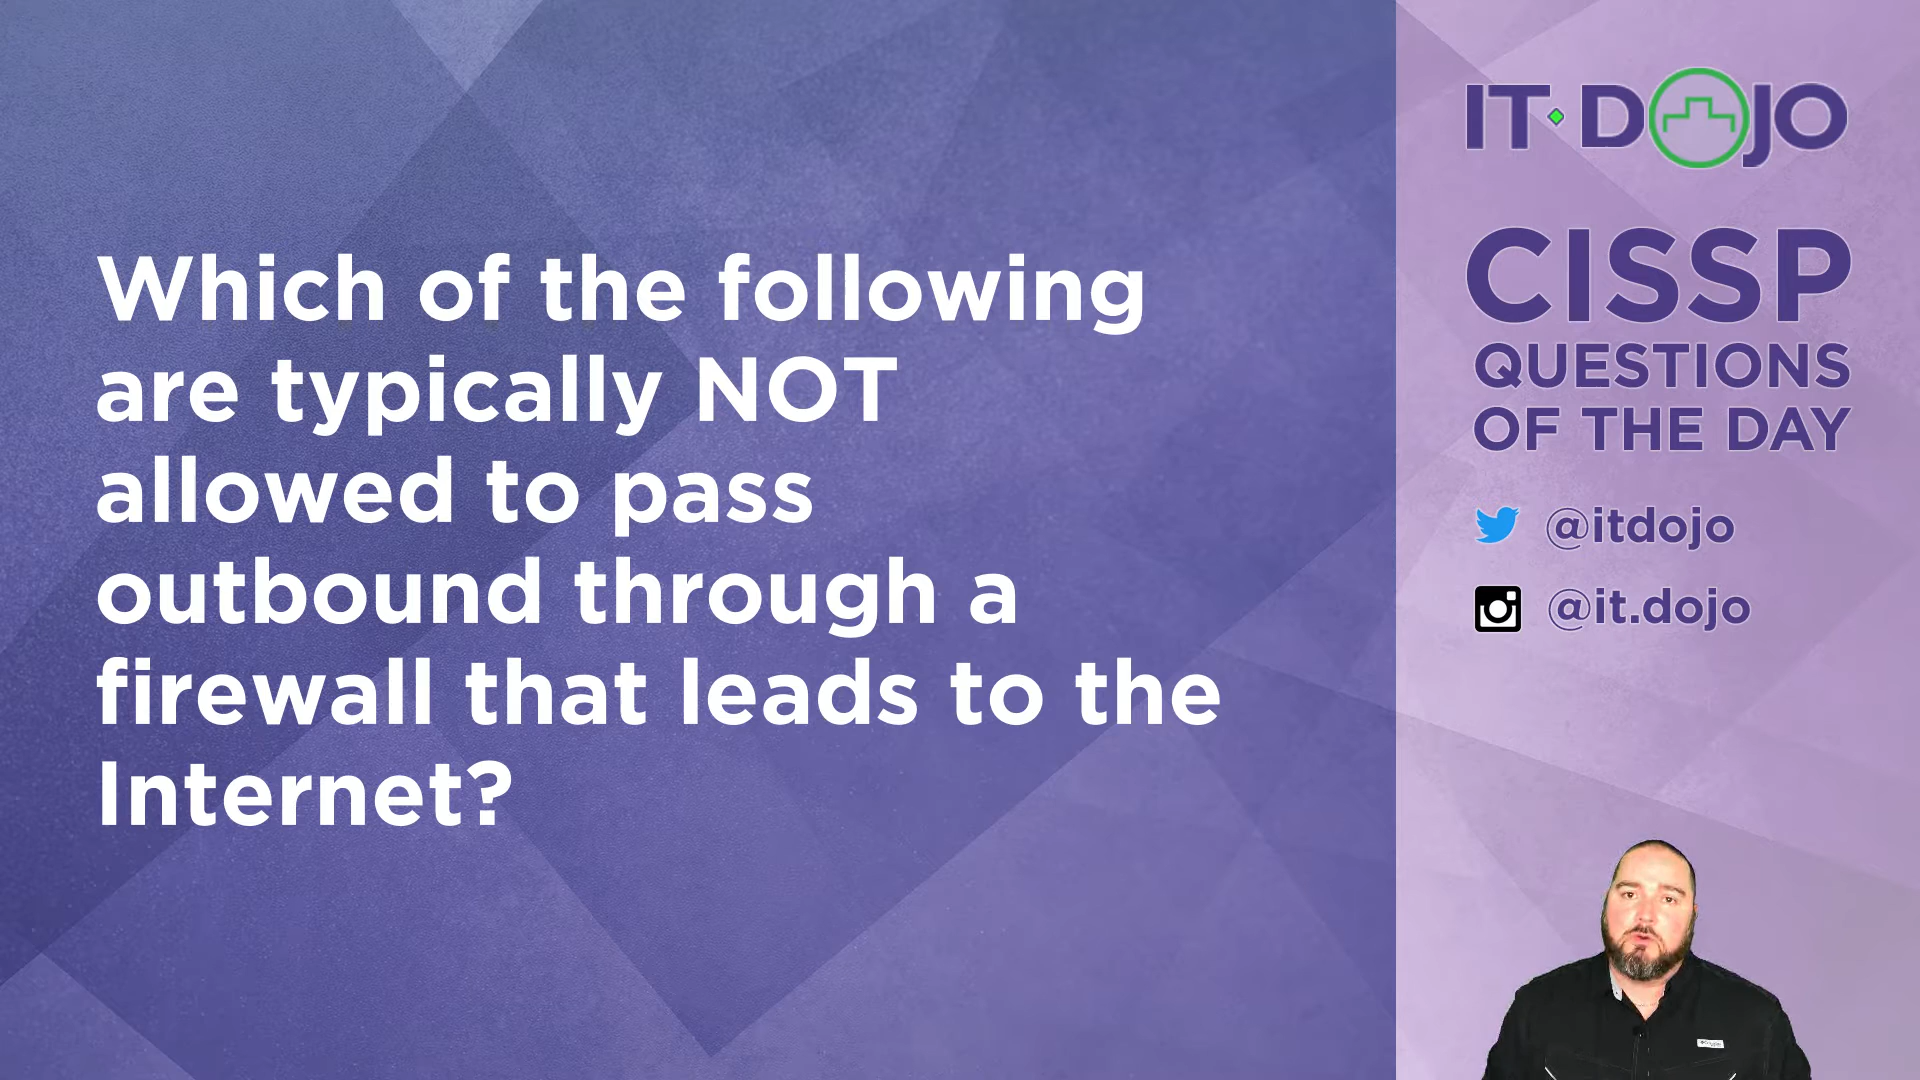 Which of the following
are typically NOT
allowed to pass
outbound through a
firewall that leads to the
Internet?
IT DOJO
CISSP
QUESTIONS
OF THE DAY
@itdojo
@it.dojo